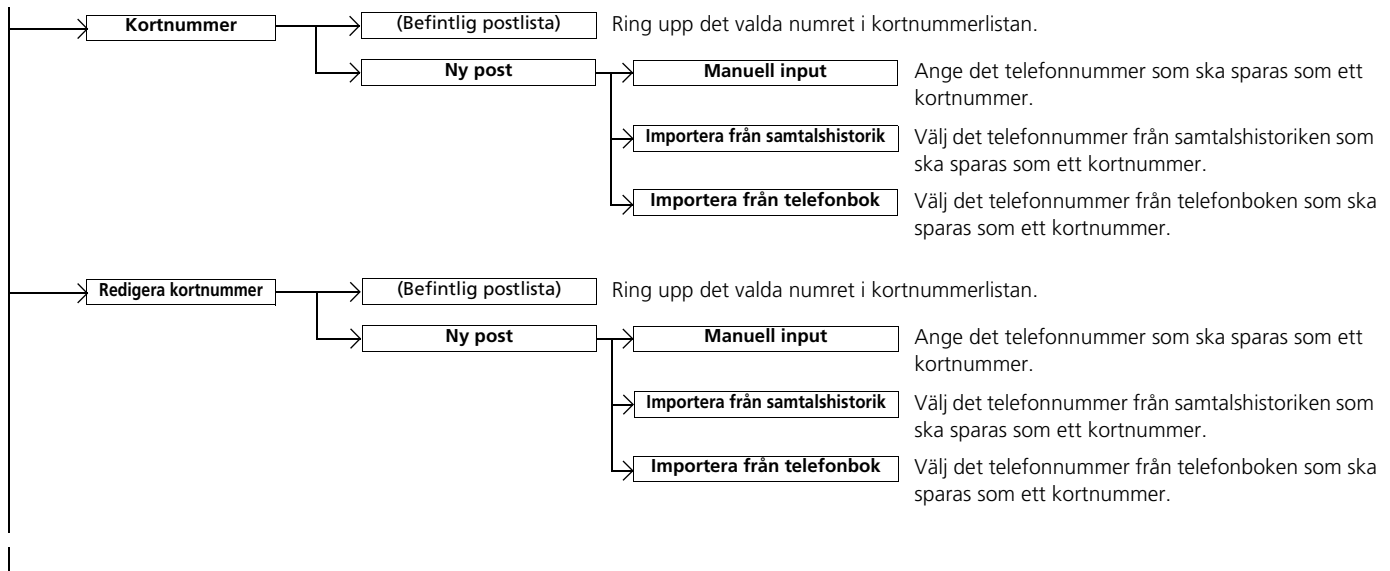 Kortnummer
(Befintlig postlista)
Ring upp det valda numret i kortnummerlistan.
Ny post
Manuell input
Ange det telefonnummer som ska sparas som ett
kortnummer.
Importera från samtalshistorik
Välj det telefonnummer från samtalshistoriken som
ska sparas som ett kortnummer.
Importera från telefonbok
Välj det telefonnummer från telefonboken som ska
sparas som ett kortnummer.
Redigera kortnummer
(Befintlig postlista)
Ring upp det valda numret i kortnummerlistan.
Ny post
Manuell input
Ange det telefonnummer som ska sparas som ett
kortnummer.
Importera från samtalshistorik
Välj det telefonnummer från samtalshistoriken som
ska sparas som ett kortnummer.
Importera från telefonbok
Välj det telefonnummer från telefonboken som ska
sparas som ett kortnummer.